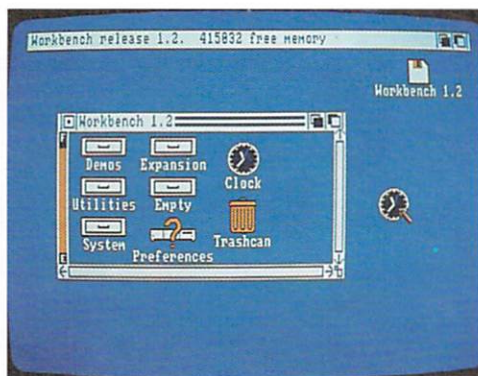 Workbench release 1.2. 415832 free memory
Workbench 1.2
Workbench 1.2
Demos Expansion Clock
Utilities Empty
System Preferences Trashcan